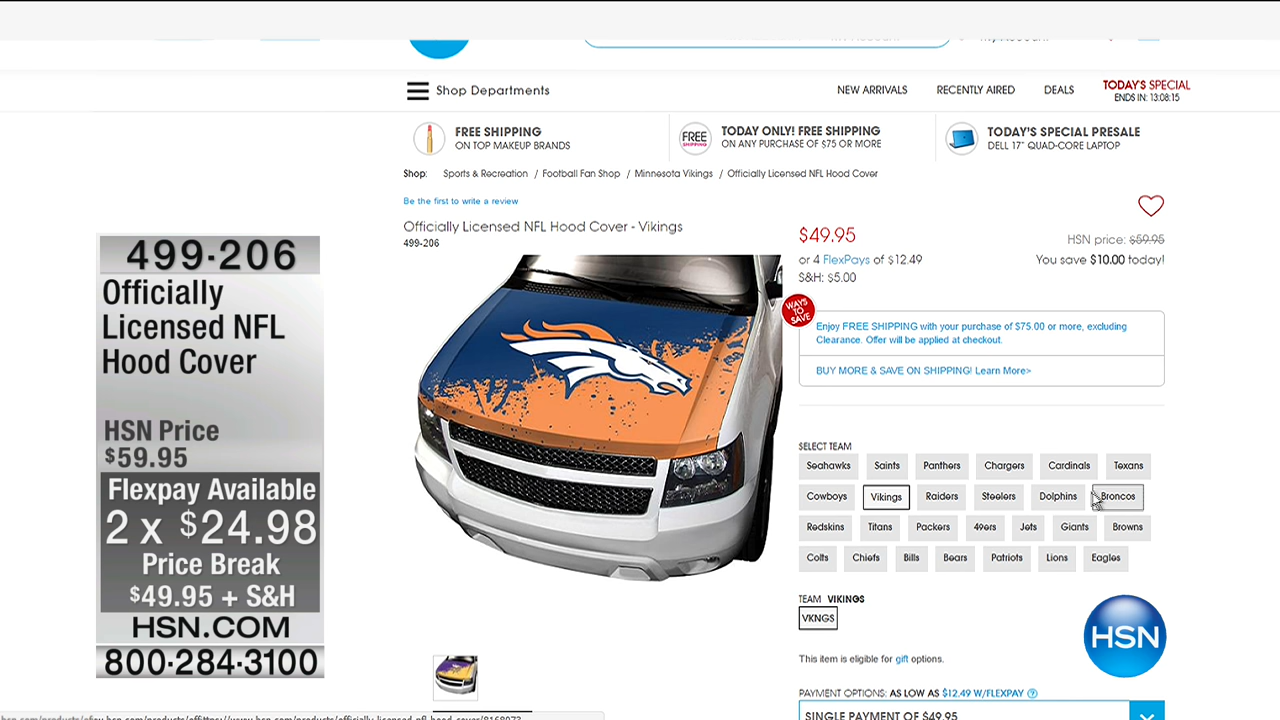 Shop Departments
NEW ARRIVALS
RECENTLY AIRED
DEALS
TODAY'S SPECIAL
ENDS IN: 13:08:15
FREE SHIPPING
ON TOP MAKEUP BRANDS
FREE
SHIPPING
TODAY ONLY! FREE SHIPPING
ON ANY PURCHASE OF $75 OR MORE
TODAY'S SPECIAL PRESALE
DELL 17" QUAD-CORE LAPTOP
Shop: Sports & Recreation / Football Fan Shop / Minnesota Vikings / Officially Licensed NFL Hood Cover
Be the first to write a review
Officially Licensed NFL Hood Cover - Vikings
499-206
$49.95
HSN price: $59.95
or 4 FlexPays of $12.49
You save $10.00 today!
S&H: $5.00
WAYS
TO
SAVE
Enjoy FREE SHIPPING with your purchase of $75.00 or more, excluding
Clearance. Offer will be applied at checkout.
BUY MORE & SAVE ON SHIPPING! Learn More>
SELECT TEAM
Seahawks Saints Panthers Chargers Cardinals Texans
Cowboys Vikings Raiders Steelers Dolphins Broncos
Redskins Titans Packers 49ers Jets Giants Browns
Colts Chiefs Bills Bears Patriots Lions Eagles
TEAM VIKINGS
VKNGS
This item is eligible for gift options.
PAYMENT OPTIONS: AS LOW AS $12.49 W/FLEXPAY ?
SINGLE PAYMENT OF $49.95
HSN
499-206
Officially
Licensed NFL
Hood Cover
HSN Price
$59.95
Flexpay Available
2 x $24.98
Price Break
$49.95 + S&H
HSN.COM
800-284-3100